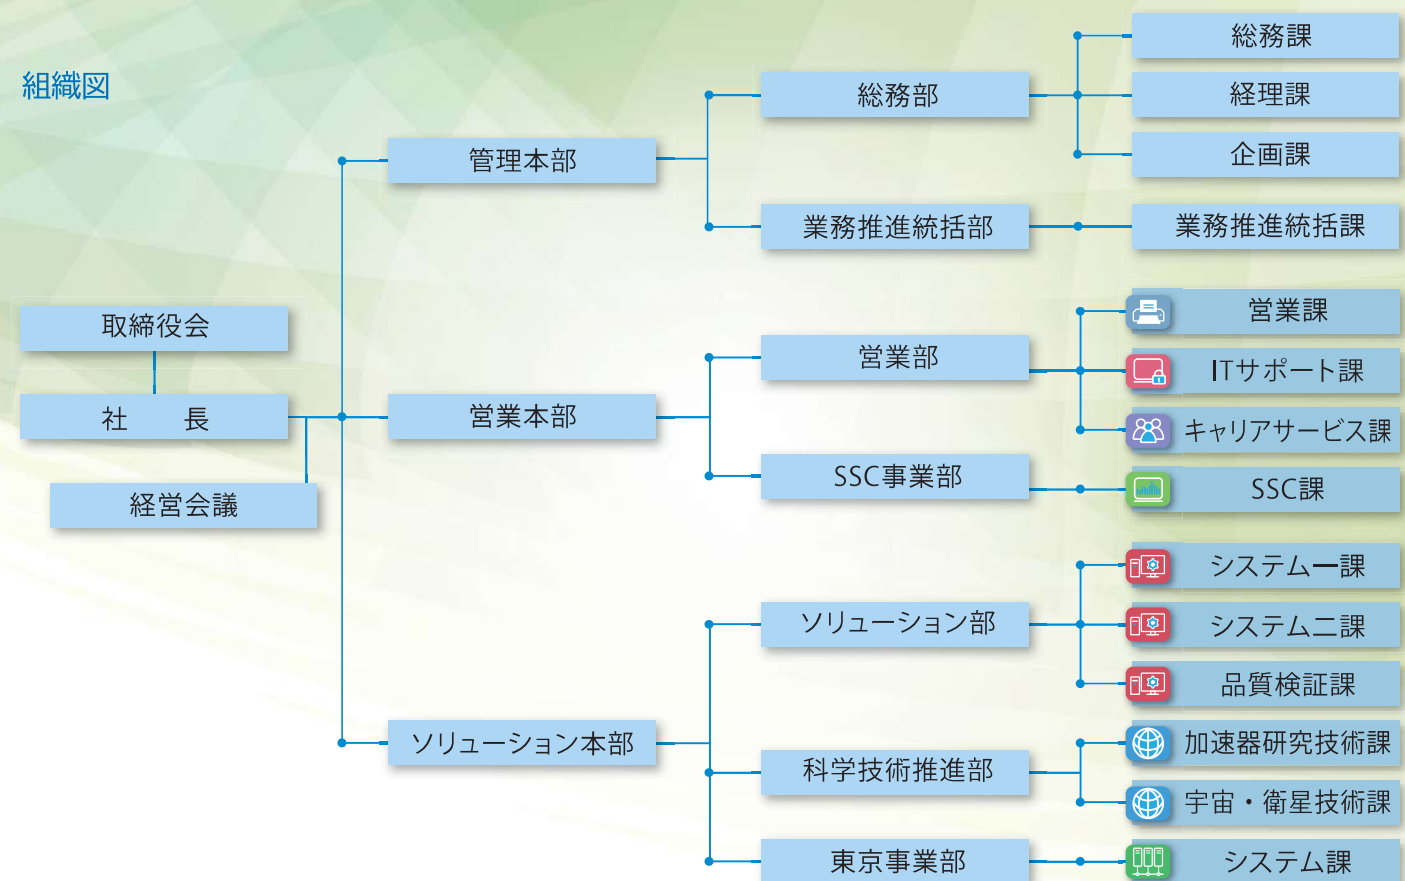 組織図
取締役会
社　　長
経営会議
管理本部
総務部
総務課
経理課
企画課
業務推進統括部
業務推進統括課
営業本部
営業部
営業課
ITサポート課
キャリアサービス課
SSC事業部
SSC課
ソリューション本部
ソリューション部
システム一課
システム二課
品質検証課
科学技術推進部
加速器研究技術課
宇宙・衛星技術課
東京事業部
システム課